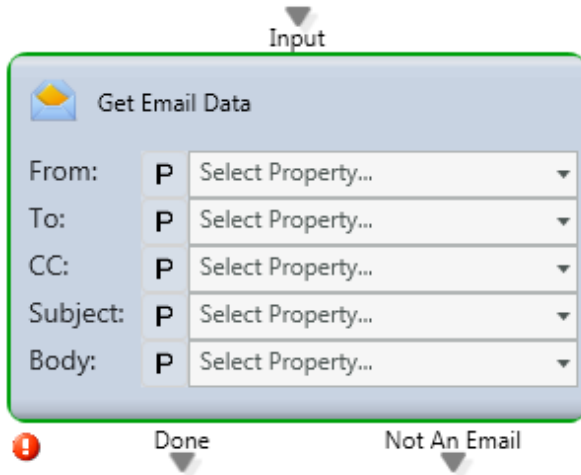 Input
Get Email Data
From: P Select Property...
To: P Select Property...
CC: P Select Property...
Subject: P Select Property...
Body: P Select Property...
Done Not An Email